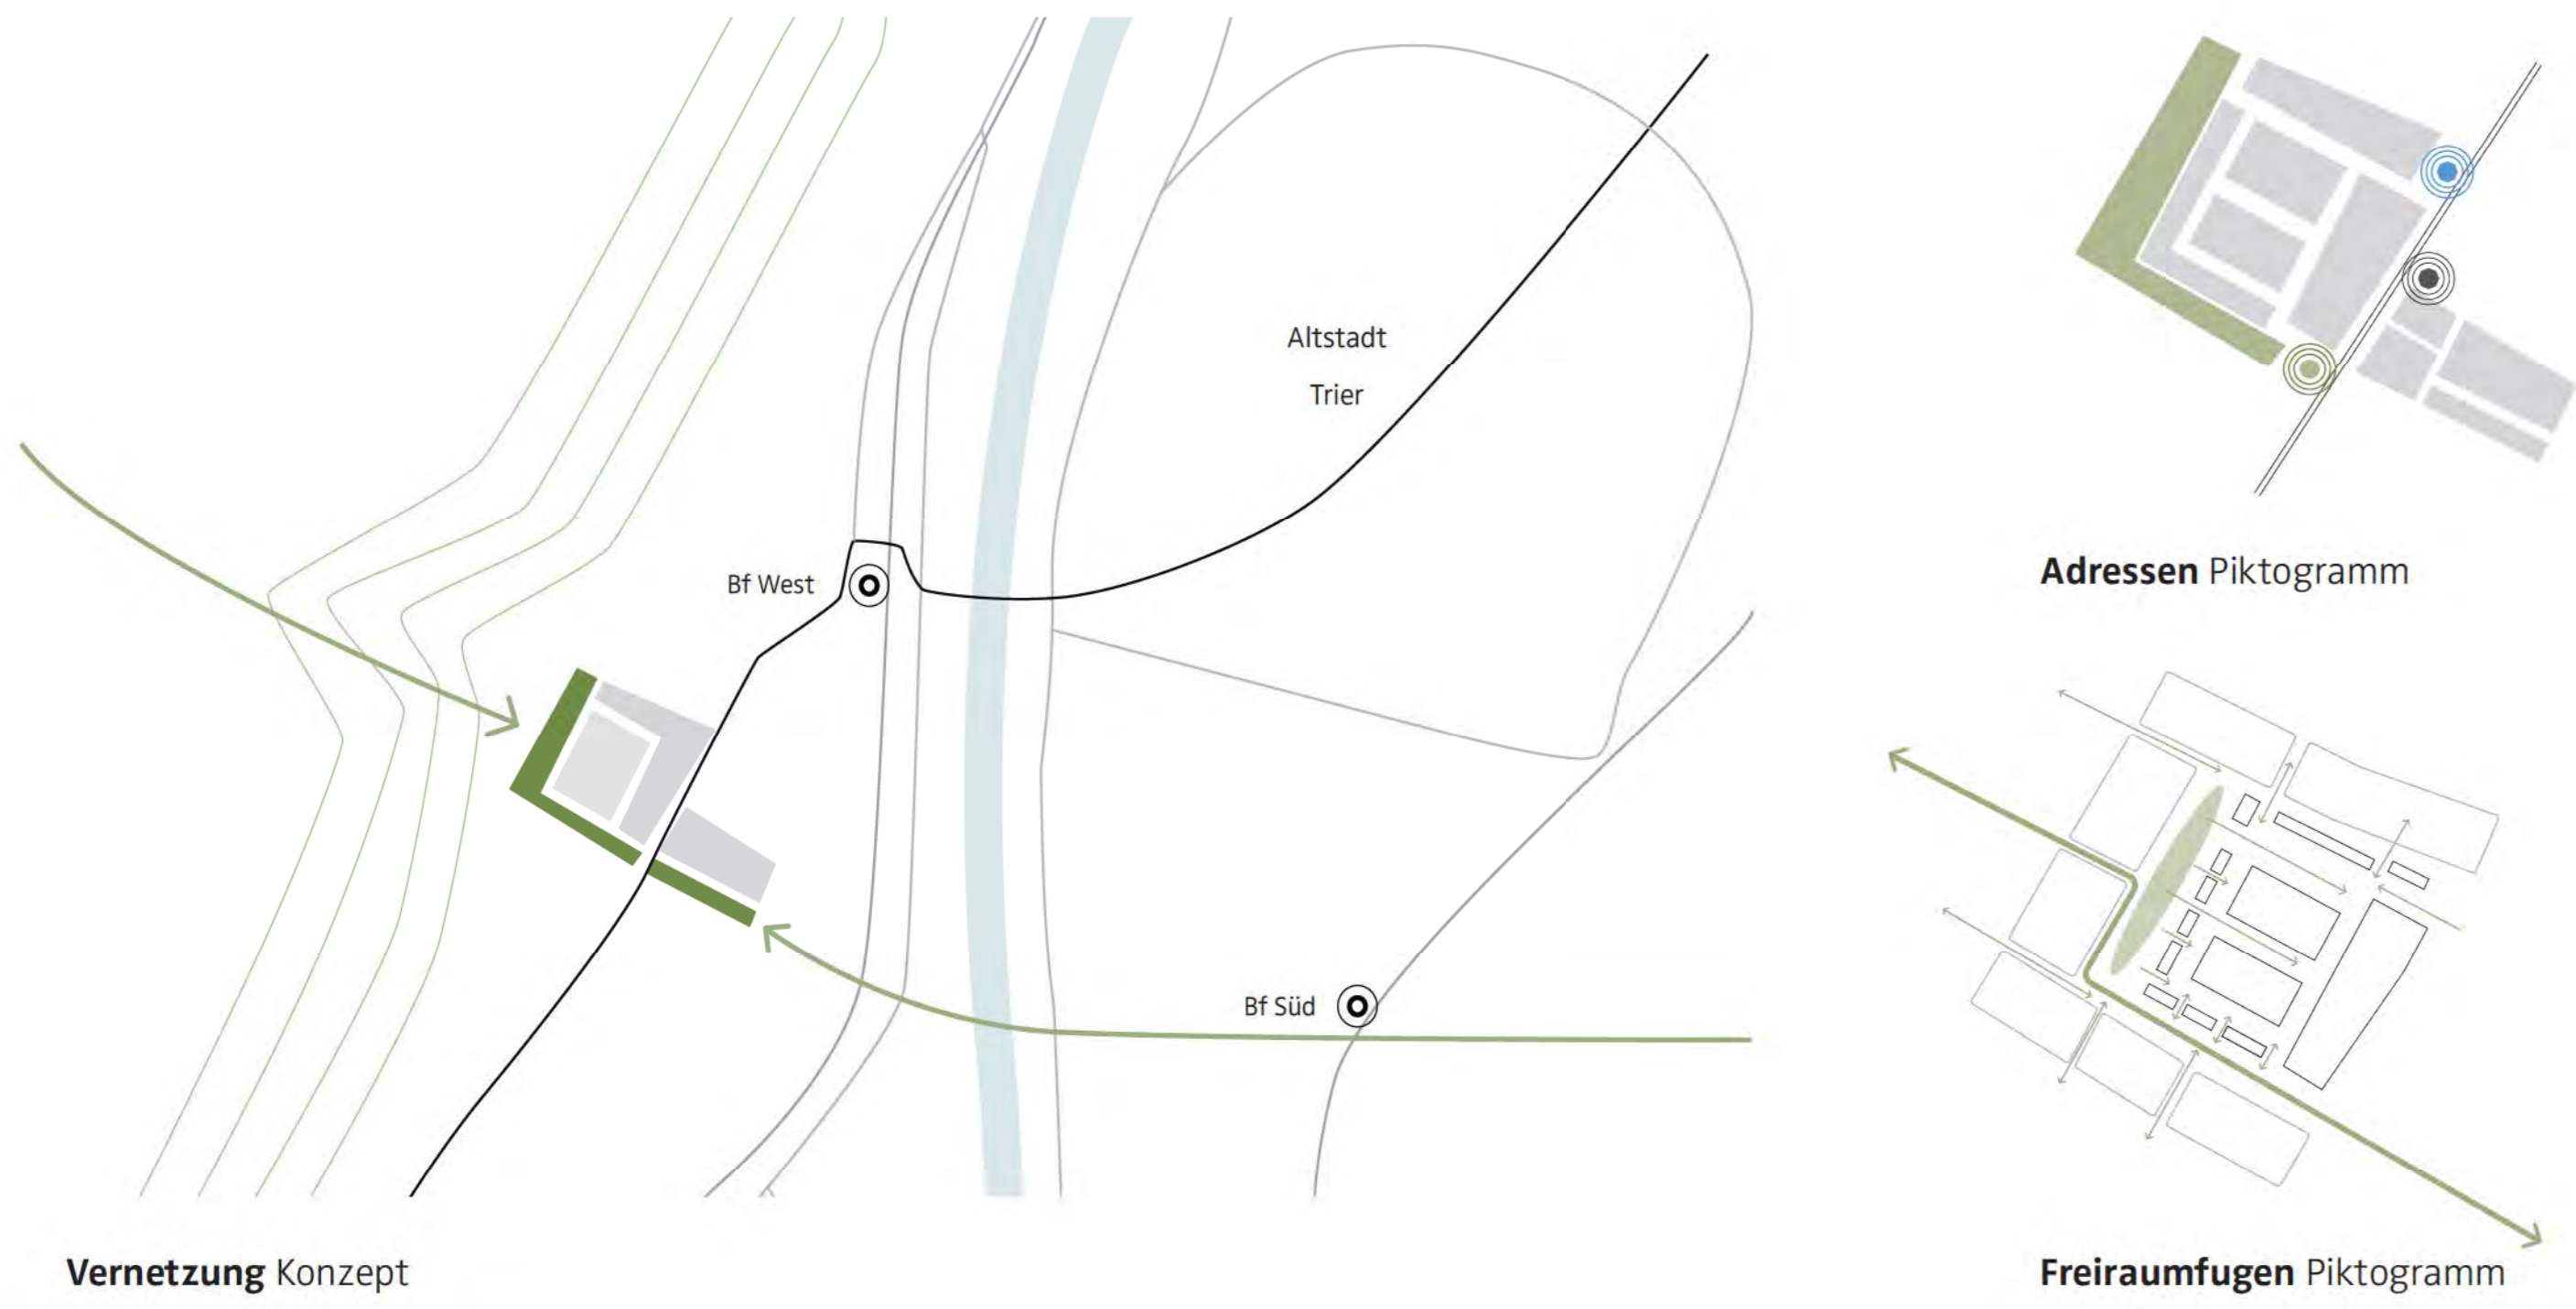 Altstadt
Trier
Bf West
Bf Süd
Vernetzung Konzept
Adressen Piktogramm
Freiraumfugen Piktogramm